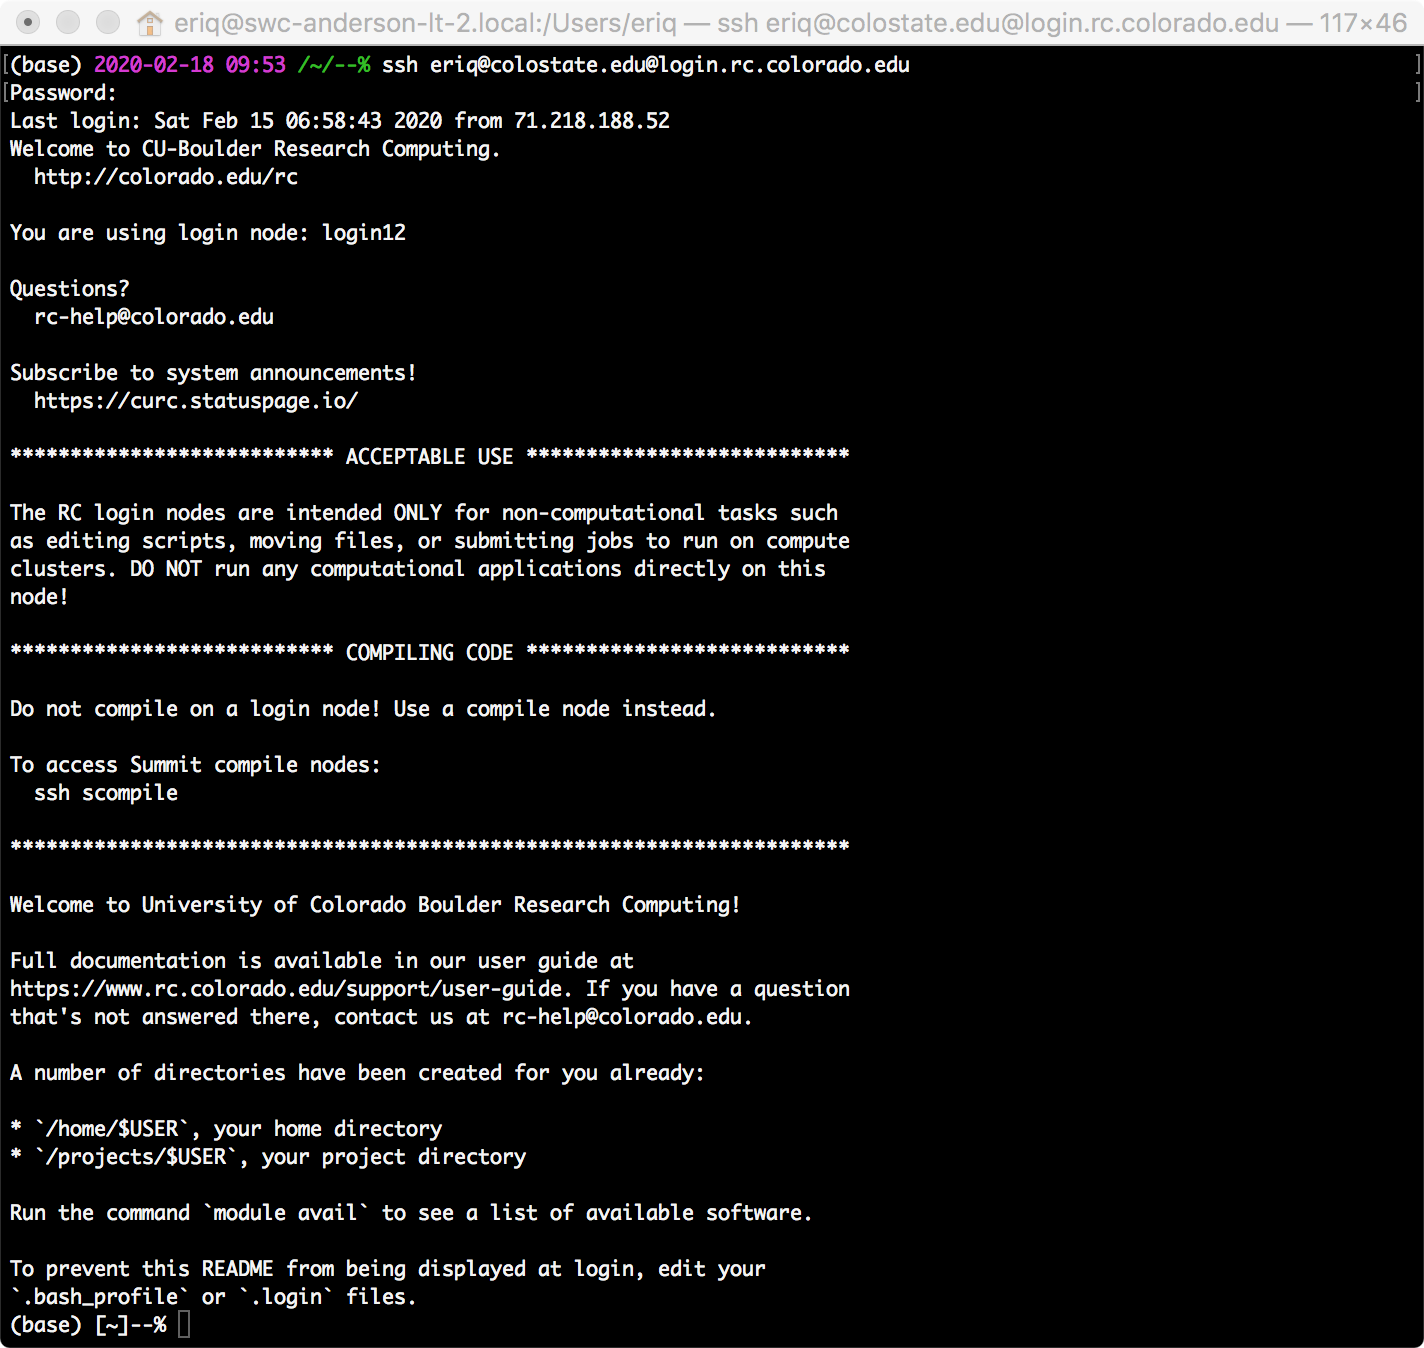 eriq@swc-anderson-lt-2.local:/Users/eriq — ssh eriq@colostate.edu@login.rc.colorado.edu — 117×46
(base) 2020-02-18 09:53 /~/--% ssh eriq@colostate.edu@login.rc.colorado.edu
Password:
Last login: Sat Feb 15 06:58:43 2020 from 71.218.188.52
Welcome to CU-Boulder Research Computing.
  http://colorado.edu/rc

You are using login node: login12

Questions?
  rc-help@colorado.edu

Subscribe to system announcements!
  https://curc.statuspage.io/

*************************** ACCEPTABLE USE ***************************

The RC login nodes are intended ONLY for non-computational tasks such
as editing scripts, moving files, or submitting jobs to run on compute
clusters. DO NOT run any computational applications directly on this
node!

*************************** COMPILING CODE ***************************

Do not compile on a login node! Use a compile node instead.

To access Summit compile nodes:
  ssh scompile

**********************************************************************

Welcome to University of Colorado Boulder Research Computing!

Full documentation is available in our user guide at
https://www.rc.colorado.edu/support/user-guide. If you have a question
that's not answered there, contact us at rc-help@colorado.edu.

A number of directories have been created for you already:

* `/home/$USER`, your home directory
* `/projects/$USER`, your project directory

Run the command `module avail` to see a list of available software.

To prevent this README from being displayed at login, edit your
`.bash_profile` or `.login` files.
(base) [~]--%